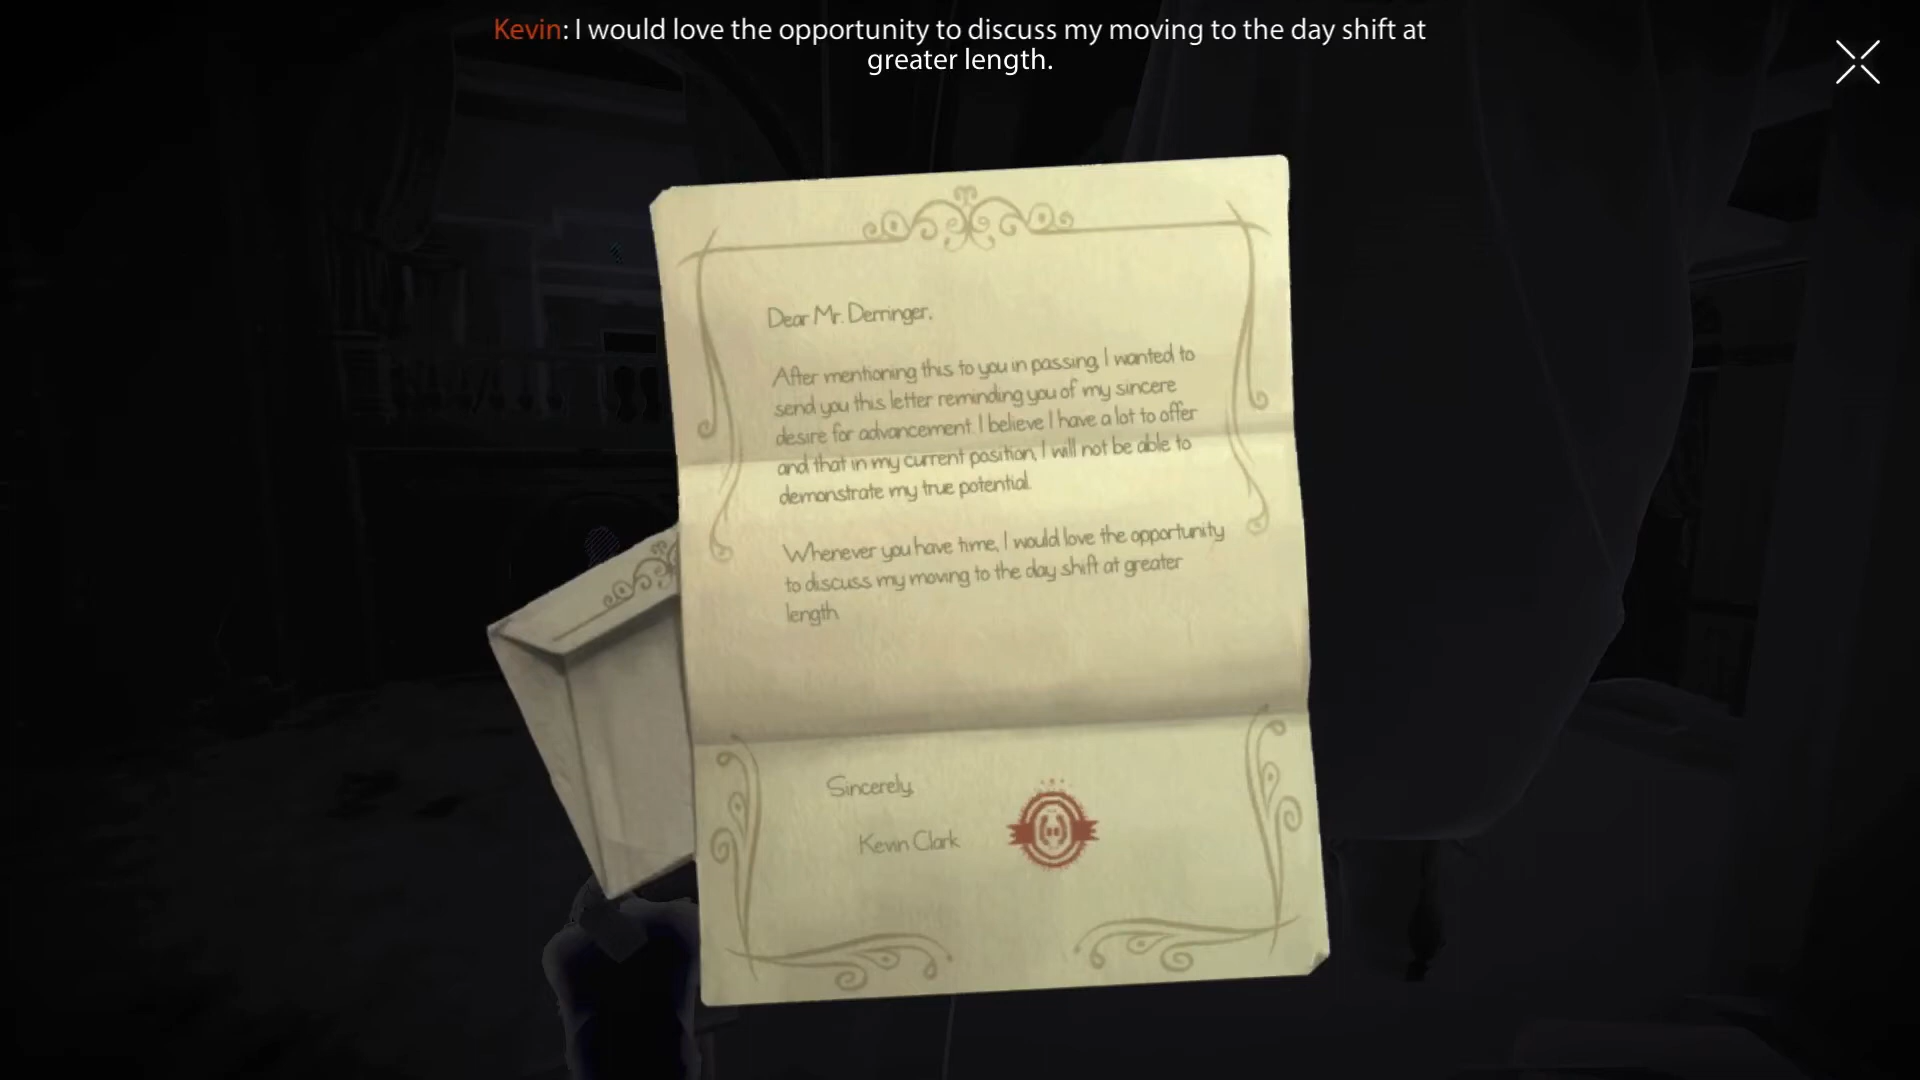 Kevin: I would love the opportunity to discuss my moving to the day shift at
greater length.
Dear Mr. Derringer,
After mentioning this to you in passing, I wanted to
send you this letter reminding you of my sincere
desire for advancement. I believe I have a lot to offer
and that in my current position, I will not be able to
demonstrate my true potential.
Whenever you have time, I would love the opportunity
to discuss my moving to the day shift at greater
length.
Sincerely,
Kevin Clark